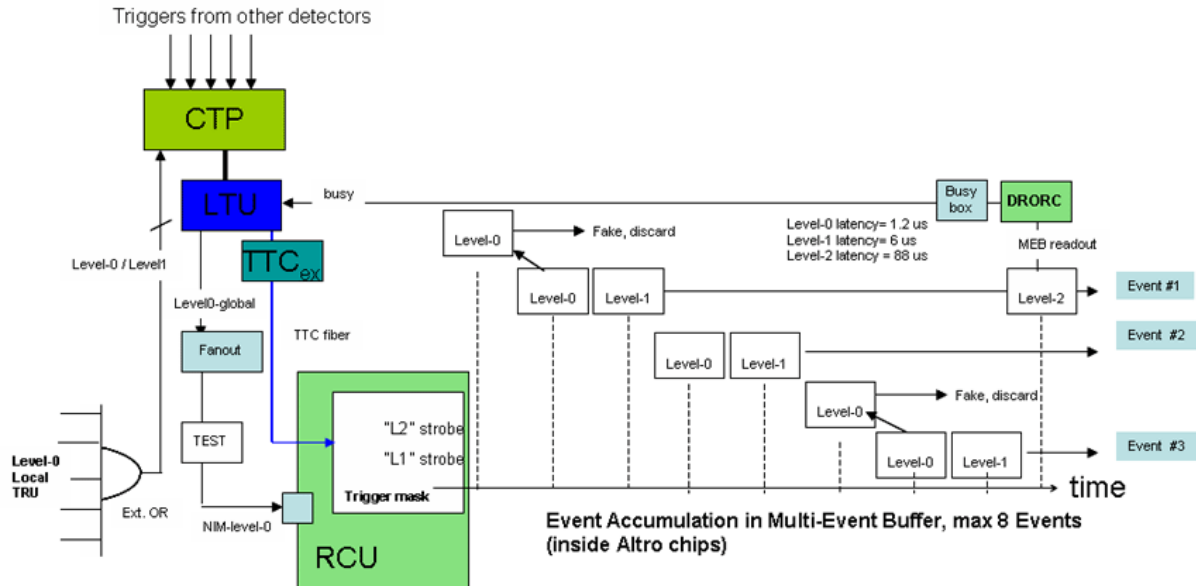 Triggers from other detectors
CTP
LTU
busy
Busy
box
DRORC
TTCex
Level-0 / Level1
Level0-global
TTC fiber
Fanout
TEST
NIM-level-0
Level-0
Local
TRU
Ext. OR
"L2" strobe
"L1" strobe
Trigger mask
RCU
Level-0 latency= 1.2 us
Level-1 latency= 6 us
Level-2 latency = 88 us
MEB readout
Level-0
Fake, discard
Level-0
Level-1
Level-2
Event #1
Level-0
Level-1
Event #2
Level-0
Fake, discard
Level-0
Level-1
Event #3
time
Event Accumulation in Multi-Event Buffer, max 8 Events
(inside Altro chips)